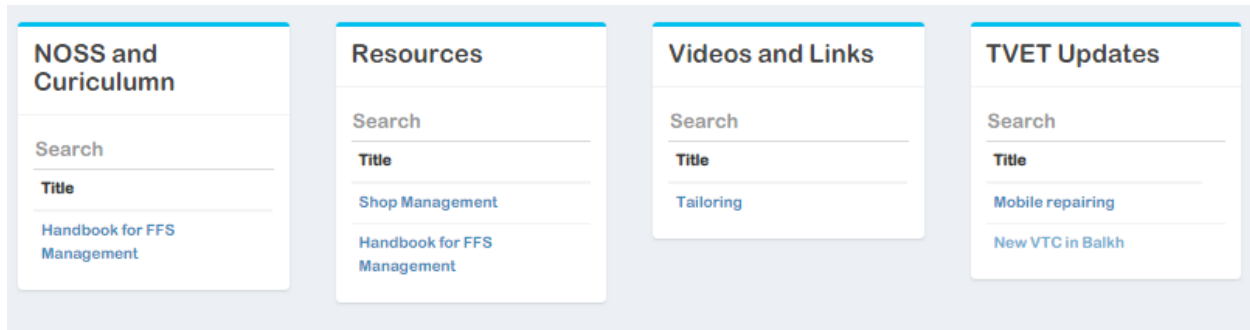 NOSS and
Curiculumn
Search
Title
Handbook for FFS
Management
Resources
Search
Title
Shop Management
Handbook for FFS
Management
Videos and Links
Search
Title
Tailoring
TVET Updates
Search
Title
Mobile repairing
New VTC in Balkh